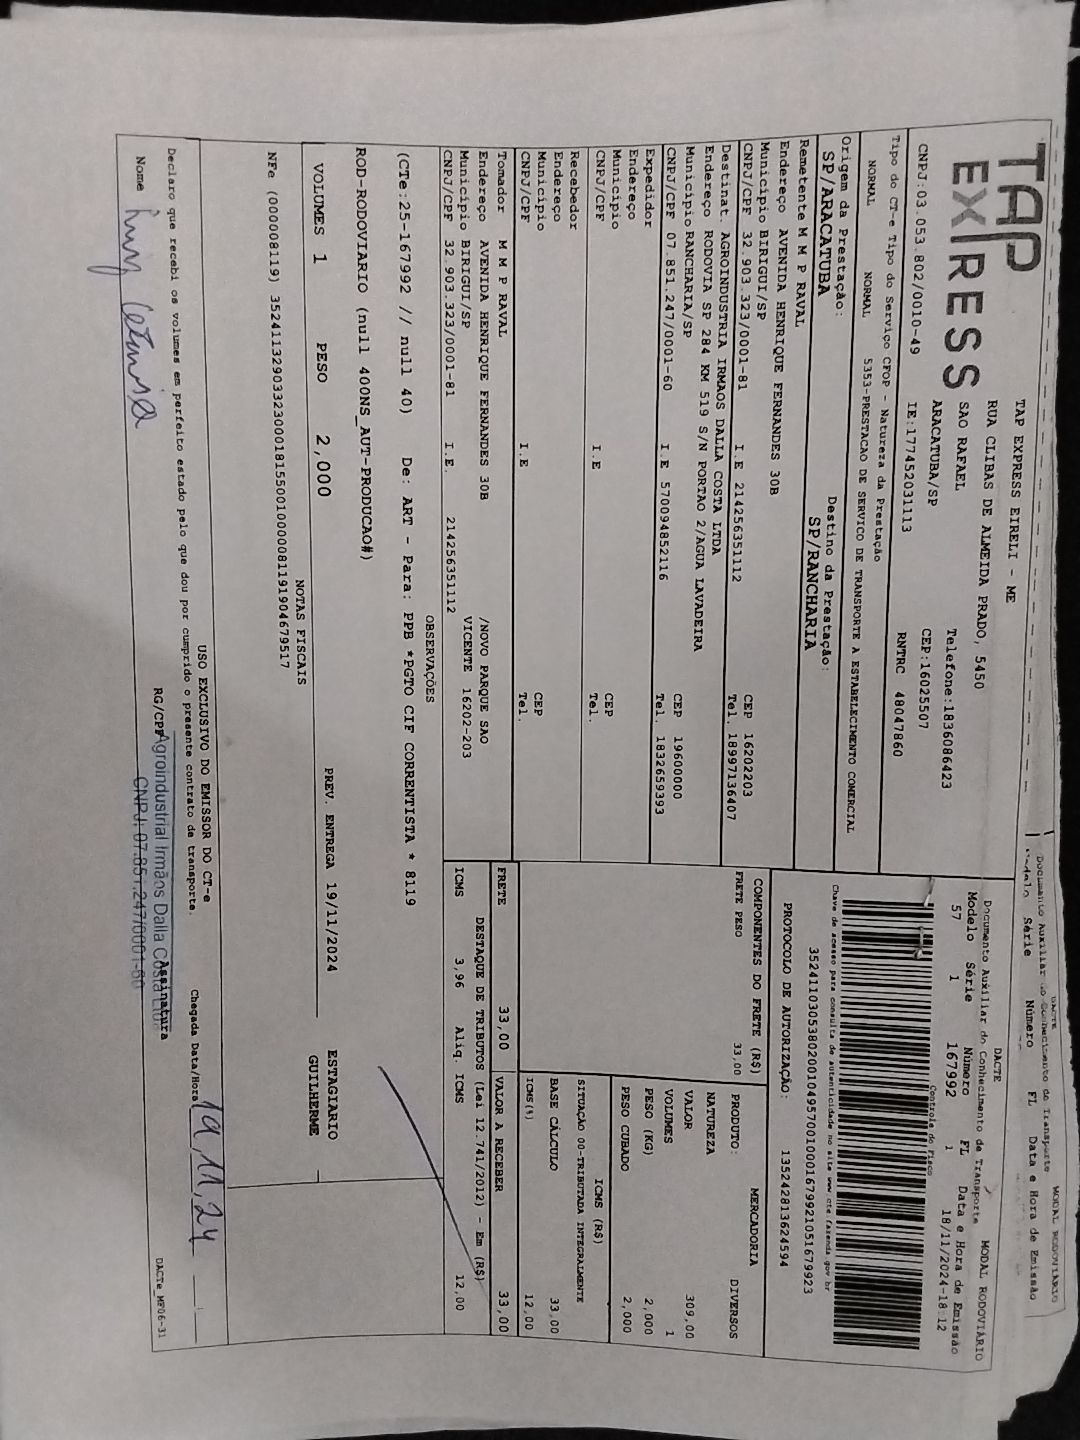 TAP
EXPRESS
TAP EXPRESS EIRELI - ME
RUA CLIBAS DE ALMEIDA PRADO, 5450
SAO RAFAEL
ARACATUBA/SP
Telefone:1836086423
CEP:16025507
CNPJ:03.053.802/0010-49 IE:177452031113 RNTRC 48047860
Tipo do CT-e Tipo do Serviço CFOP - Natureza da Prestação
NORMAL NORMAL 5353-PRESTACAO DE SERVICO DE TRANSPORTE A ESTABELECIMENTO COMERCIAL
Origem da Prestação: Destino da Prestação:
SP/ARACATUBA SP/RANCHARIA
Remetente M M P RAVAL
Endereço AVENIDA HENRIQUE FERNANDES 30B
Município BIRIGUI/SP CEP 16202203
CNPJ/CPF 32.903.323/0001-81 I.E 214256351112 Tel. 18997136407
Destinat. AGROINDUSTRIA IRMAOS DALLA COSTA LTDA
Endereço RODOVIA SP 284 KM 519 S/N PORTAO 2/AGUA LAVADEIRA
Município RANCHARIA/SP CEP 19600000
CNPJ/CPF 07.851.247/0001-60 I.E 570094852116 Tel. 1832659393
Expedidor
Endereço
Município CEP
CNPJ/CPF I.E Tel.
Recebedor
Endereço
Município CEP
CNPJ/CPF I.E Tel.
Tomador M M P RAVAL
Endereço AVENIDA HENRIQUE FERNANDES 30B /NOVO PARQUE SAO
Município BIRIGUI/SP VICENTE 16202-203
CNPJ/CPF 32.903.323/0001-81 I.E 214256351112
Documento Auxiliar do Conhecimento de Transporte
MODAL RODOVIÁRIO
Modelo Série Número FL Data e Hora de Emissão
DACTE
Documento Auxiliar do Conhecimento de Transporte MODAL RODOVIÁRIO
Modelo Série Número FL Data e Hora de Emissão
57 1 167992 1 18/11/2024-18:12
Controle do Fisco
Chave de acesso para consulta de autenticidade no site www.cte.fazenda.gov.br
35241103053802001049570010001679921051679923
PROTOCOLO DE AUTORIZAÇÃO: 135242813624594
COMPONENTES DO FRETE (R$)
FRETE PESO 33,00
PRODUTO: MERCADORIA
NATUREZA DIVERSOS
VALOR 309,00
VOLUMES 1
PESO (KG) 2,000
PESO CUBADO 2,000
ICMS (R$)
SITUAÇÃO 00-TRIBUTADA INTEGRALMENTE
BASE CÁLCULO 33,00
ICMS(%) 12,00
FRETE 33,00 VALOR A RECEBER 33,00
DESTAQUE DE TRIBUTOS (Lei 12.741/2012) - Em (R$)
ICMS 3,96 Alíq. ICMS 12,00
OBSERVAÇÕES
(CTe:25-167992 // null 40) De: ART - Para: PPB *PGTO CIF CORRENTISTA * 8119
ROD-RODOVIARIO (null 400NS_AUT-PRODUCAO#)
VOLUMES 1 PESO 2,000 PREV. ENTREGA 19/11/2024 ESTAGIARIO
GUILHERME
NOTAS FISCAIS
NFe (000008119) 35241132903323000181550010000081191904679517
USO EXCLUSIVO DO EMISSOR DO CT-e
Declaro que recebi os volumes em perfeito estado pelo que dou por cumprido o presente contrato de transporte. Chegada Data/Hora 19,11,24
Nome RG/CPF Assinatura
Agroindustrial Irmãos Dalla Costa Ltda
CNPJ: 07.851.247/0001-60
DACTe_MF06-31